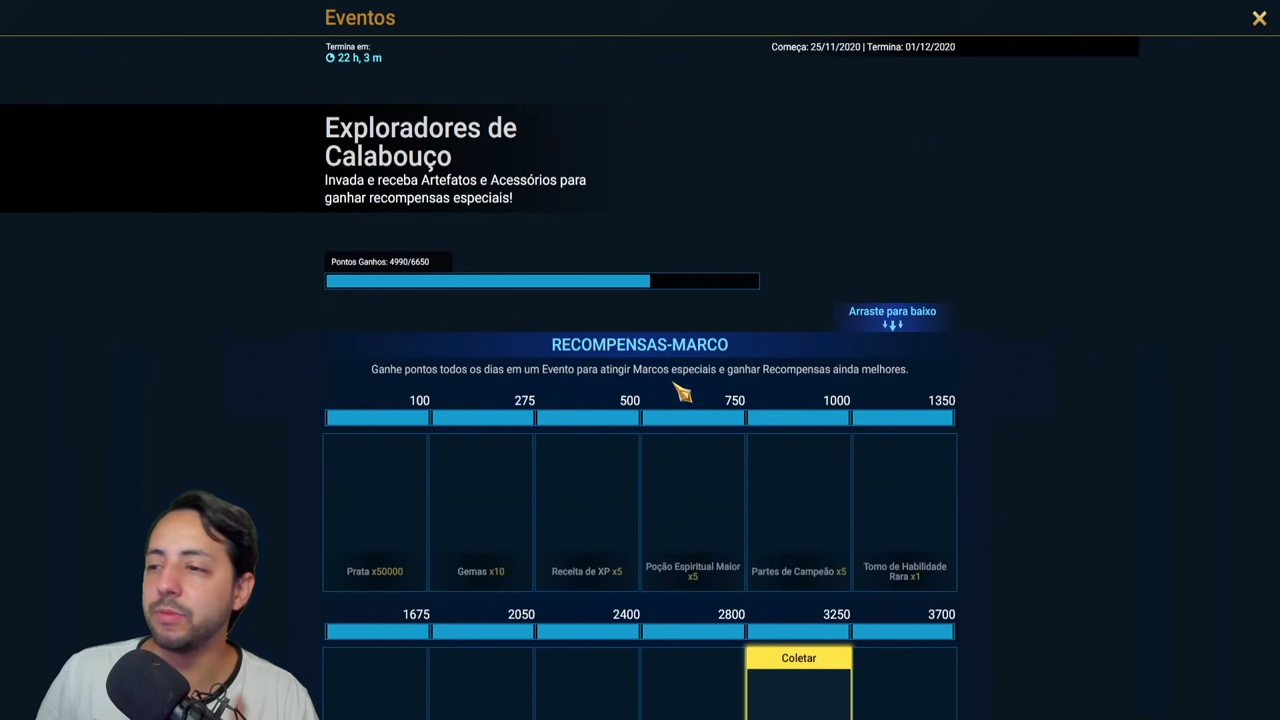 Eventos
Termina em:
22 h, 3 m
Começa: 25/11/2020 | Termina: 01/12/2020
Exploradores de
Calabouço
Invada e receba Artefatos e Acessórios para
ganhar recompensas especiais!
Pontos Ganhos: 4990/6650
Arraste para baixo
RECOMPENSAS-MARCO
Ganhe pontos todos os dias em um Evento para atingir Marcos especiais e ganhar Recompensas ainda melhores.
100 275 500 750 1000 1350
Prata x50000
Gemas x10
Receita de XP x5
Poção Espiritual Maior
x5
Partes de Campeão x5
Tomo de Habilidade
Rara x1
1675 2050 2400 2800 3250 3700
Coletar